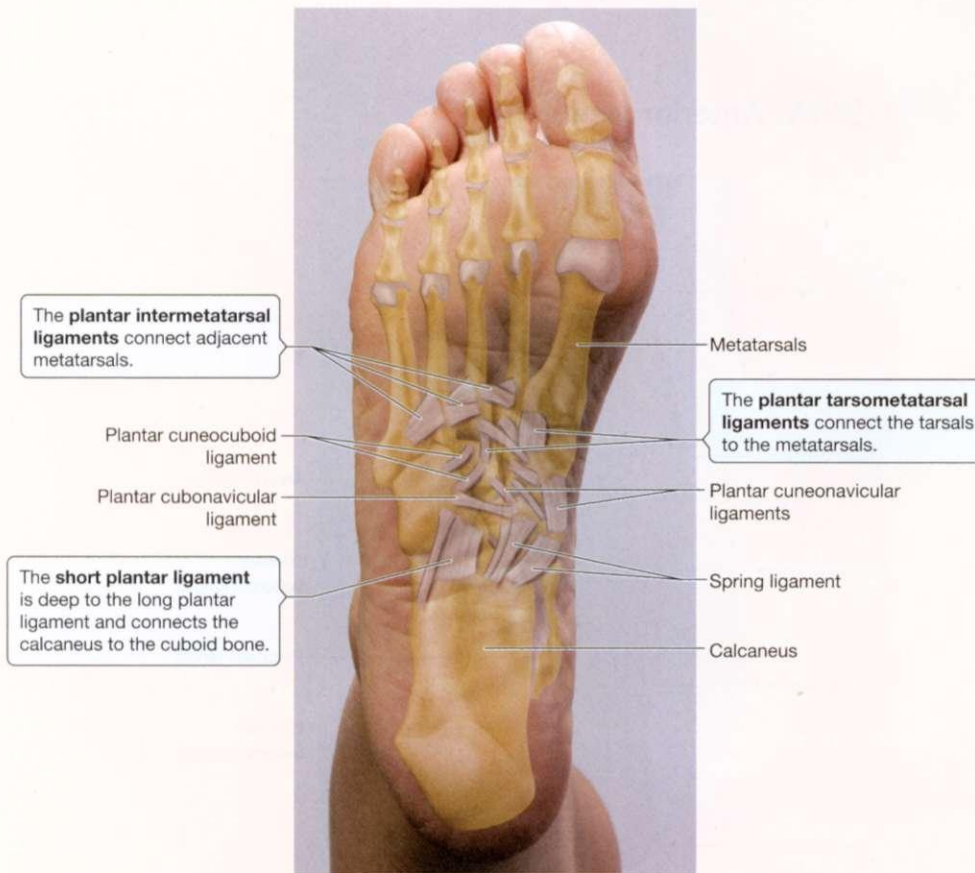 The plantar intermetatarsal
ligaments connect adjacent
metatarsals.
Plantar cuneocuboid
ligament
Plantar cubonavicular
ligament
The short plantar ligament
is deep to the long plantar
ligament and connects the
calcaneus to the cuboid bone.
Metatarsals
The plantar tarsometatarsal
ligaments connect the tarsals
to the metatarsals.
Plantar cuneonavicular
ligaments
Spring ligament
Calcaneus